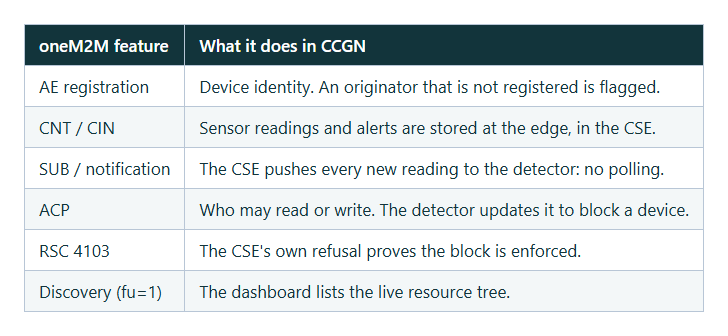 oneM2M feature What it does in CCGN
AE registration Device identity. An originator that is not registered is flagged.
CNT / CIN Sensor readings and alerts are stored at the edge, in the CSE.
SUB / notification The CSE pushes every new reading to the detector: no polling.
ACP Who may read or write. The detector updates it to block a device.
RSC 4103 The CSE's own refusal proves the block is enforced.
Discovery (fu=1) The dashboard lists the live resource tree.